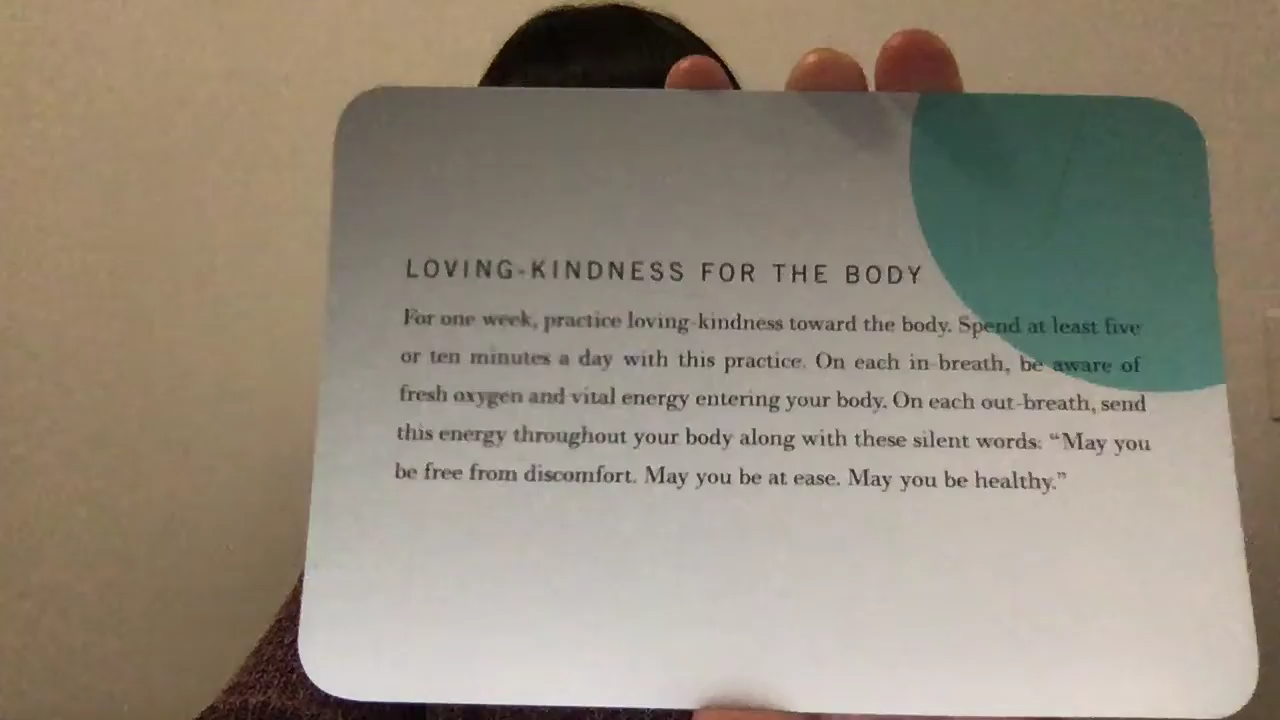 LOVING-KINDNESS FOR THE BODY
For one week, practice loving-kindness toward the body. Spend at least five
or ten minutes a day with this practice. On each in-breath, be aware of
fresh oxygen and vital energy entering your body. On each out-breath, send
this energy throughout your body along with these silent words: “May you
be free from discomfort. May you be at ease. May you be healthy.”